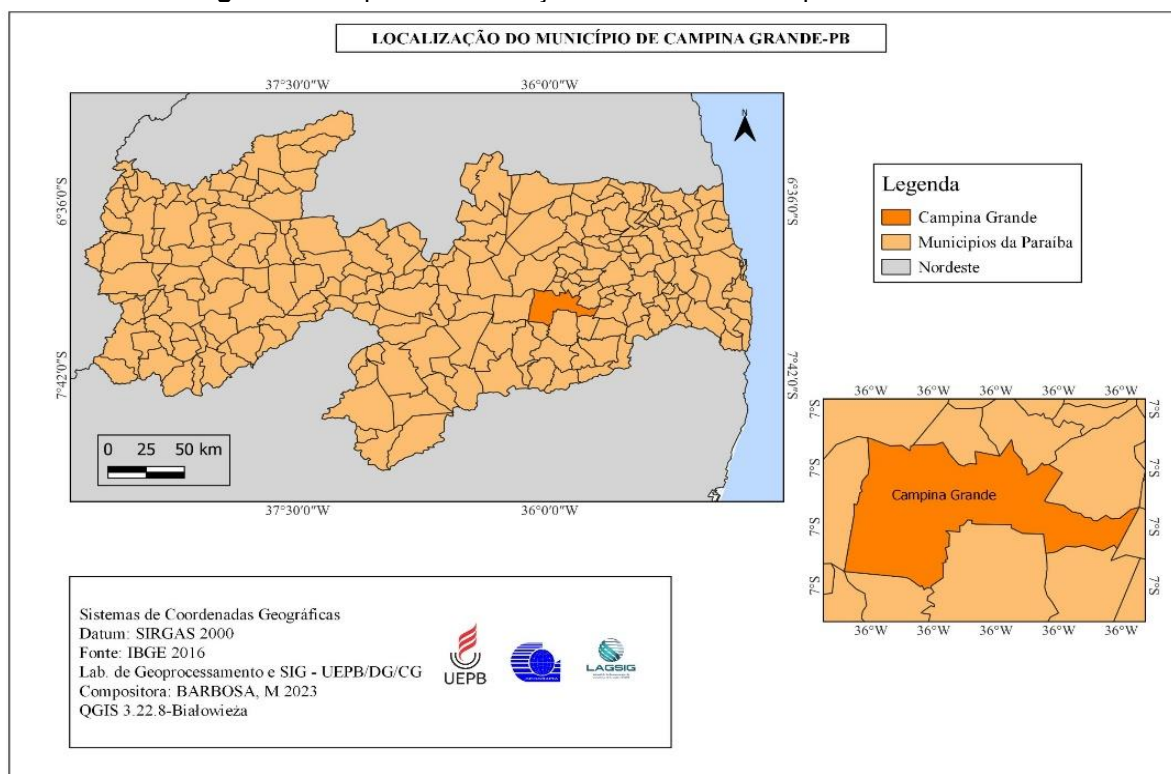 LOCALIZAÇÃO DO MUNICÍPIO DE CAMPINA GRANDE-PB
37°30'0"W 36°0'0"W
N
6°36'0"S 6°36'0"S
7°42'0"S 7°42'0"S
0 25 50 km
37°30'0"W 36°0'0"W
Legenda
Campina Grande
Municipios da Paraíba
Nordeste
36°W 36°W 36°W 36°W 36°W
7°S 7°S
7°S 7°S
Campina Grande
7°S 7°S
7°S 7°S
36°W 36°W 36°W 36°W 36°W
Sistemas de Coordenadas Geográficas
Datum: SIRGAS 2000
Fonte: IBGE 2016
Lab. de Geoprocessamento e SIG - UEPB/DG/CG
Compositora: BARBOSA, M 2023
QGIS 3.22.8-Białowieża
UEPB
LAGSIG